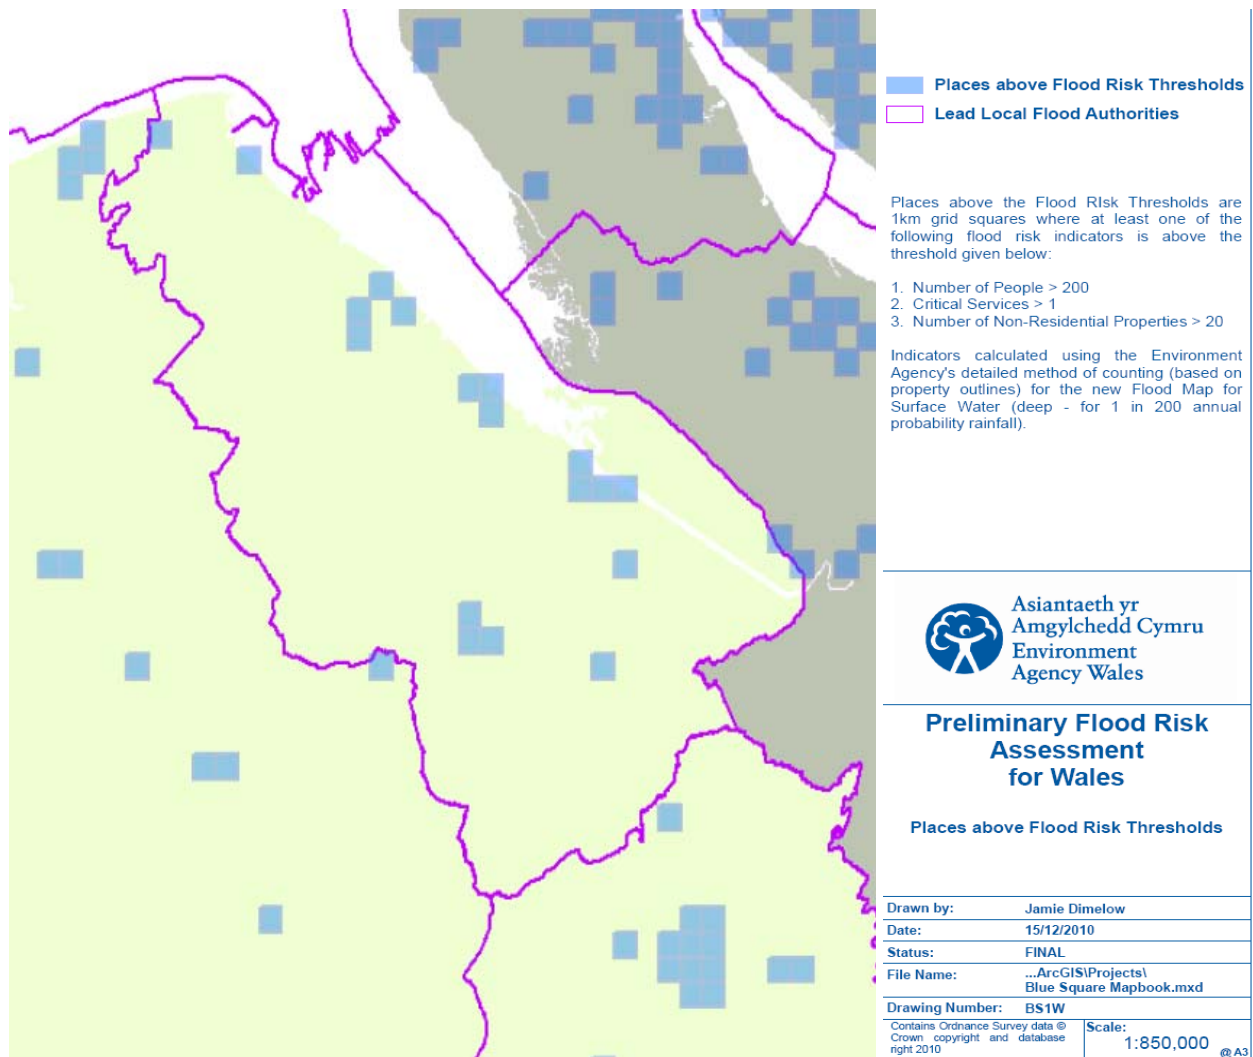 Places above Flood Risk Thresholds
Lead Local Flood Authorities
Places above the Flood RIsk Thresholds are
1km grid squares where at least one of the
following flood risk indicators is above the
threshold given below:
1. Number of People > 200
2. Critical Services > 1
3. Number of Non-Residential Properties > 20
Indicators calculated using the Environment
Agency's detailed method of counting (based on
property outlines) for the new Flood Map for
Surface Water (deep - for 1 in 200 annual
probability rainfall).
Asiantaeth yr
Amgylchedd Cymru
Environment
Agency Wales
Preliminary Flood Risk
Assessment
for Wales
Places above Flood Risk Thresholds
Drawn by: Jamie Dimelow
Date: 15/12/2010
Status: FINAL
File Name: ...ArcGIS\Projects\
Blue Square Mapbook.mxd
Drawing Number: BS1W
Contains Ordnance Survey data ©
Crown copyright and database
right 2010
Scale:
1:850,000 @A3